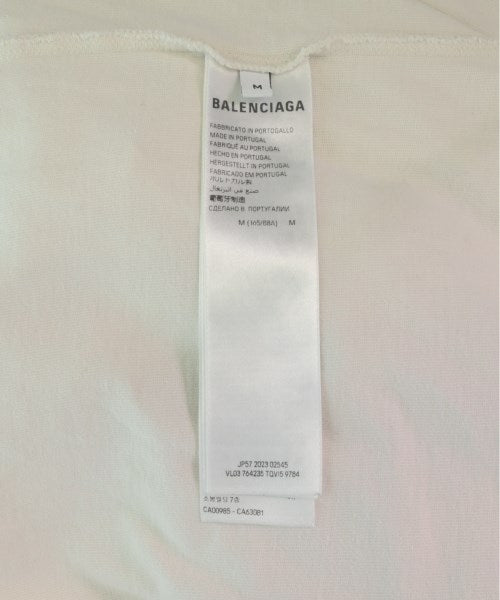 M
BALENCIAGA
FABBRICATO IN PORTOGALLO
MADE IN PORTUGAL
FABRIQUÉ AU PORTUGAL
HECHO EN PORTUGAL
HERGESTELLT IN PORTUGAL
FABRICADO EM PORTUGAL
ポルトガル製
صنع في البرتغال
葡萄牙制造
СДЕЛАНО В ПОРТУГАЛИИ
M (165/88A) M
JP57 2023 02545
VL03 764235 TQVI5 9784
CA00985 - CA63081